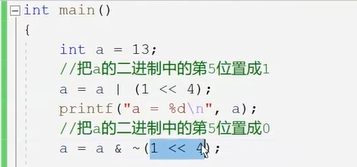 int main()
{
int a = 13;
//把a的二进制中的第5位置成1
a = a | (1 << 4);
printf("a = %d\n", a);
//把a的二进制中的第5位置成0
a = a & ~(1 << 4);